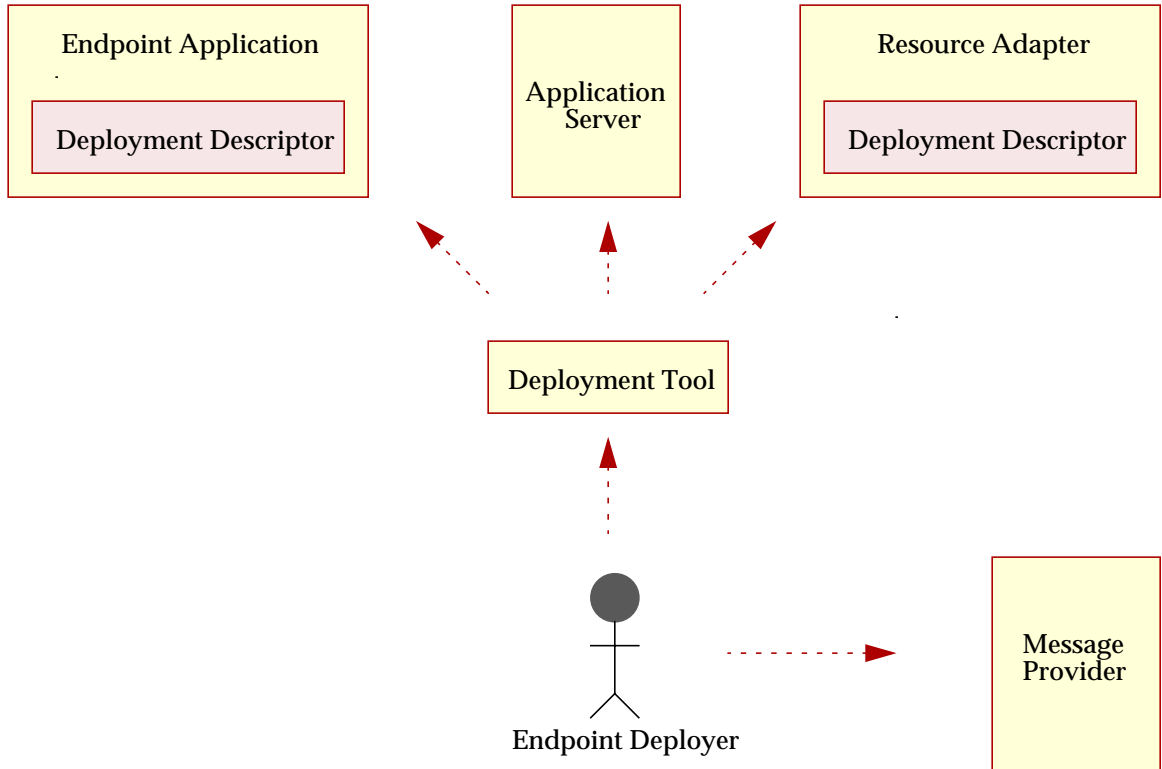 Endpoint Application
Deployment Descriptor
Application
Server
Resource Adapter
Deployment Descriptor
Deployment Tool
Endpoint Deployer
Message
Provider